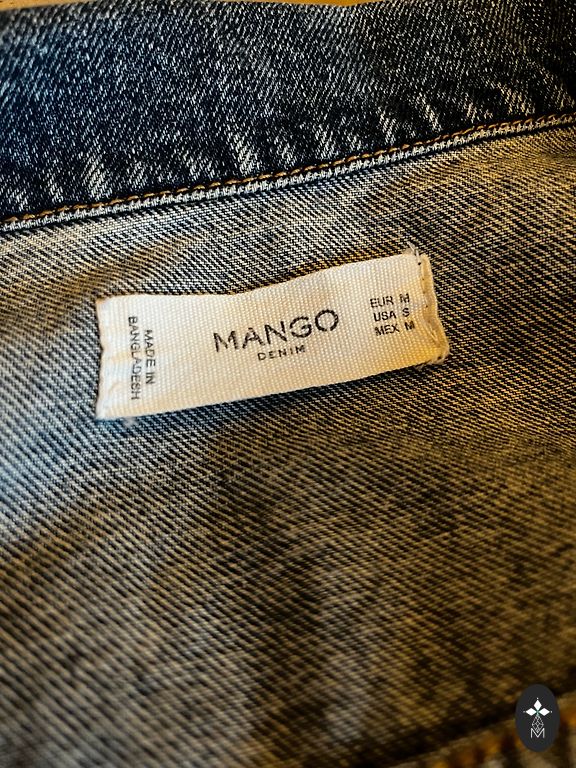 MADE IN
BANGLADESH
MANGO
DENIM
EUR M
USA S
MEX M
M